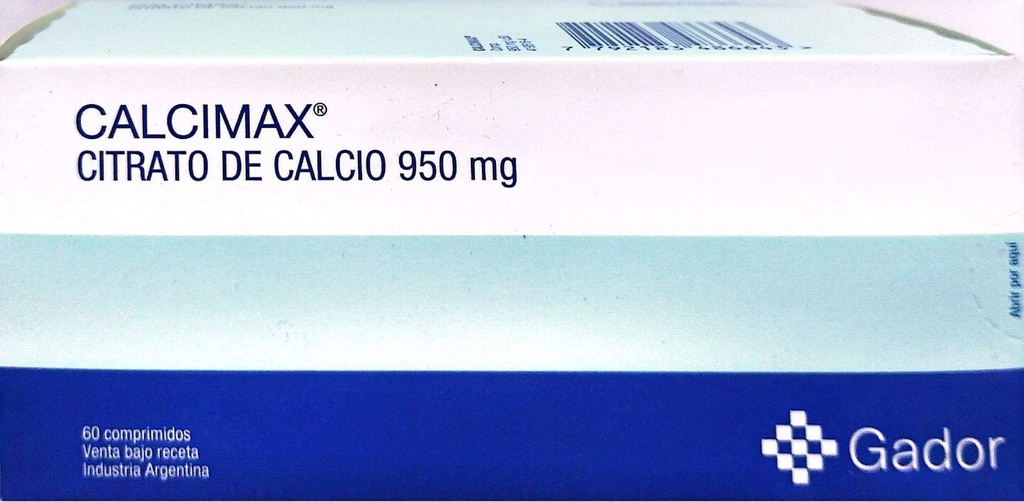 CALCIMAX®
CITRATO DE CALCIO 950 mg
Abrir por aquí
60 comprimidos
Venta bajo receta
Industria Argentina
Gador